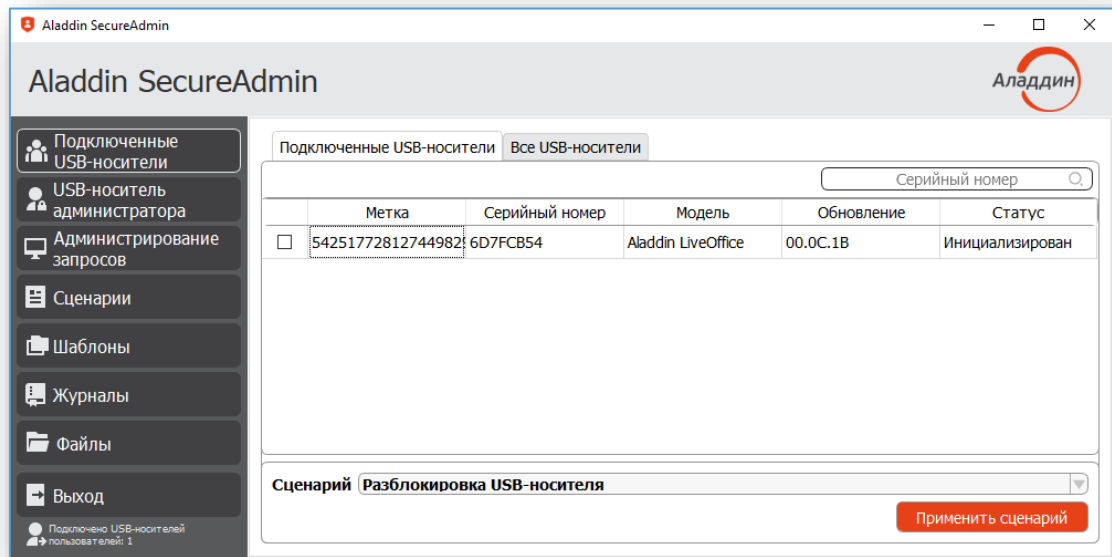 Aladdin SecureAdmin
Aladdin SecureAdmin
Аладдин
Подключенные
USB-носители
USB-носитель
администратора
Администрирование
запросов
Сценарии
Шаблоны
Журналы
Файлы
Выход
Подключено USB-носителей
пользователей: 1
Подключенные USB-носители Все USB-носители
Серийный номер
Метка Серийный номер Модель Обновление Статус
542517728127449829 6D7FCB54 Aladdin LiveOffice 00.0C.1B Инициализирован
Сценарий Разблокировка USB-носителя
Применить сценарий